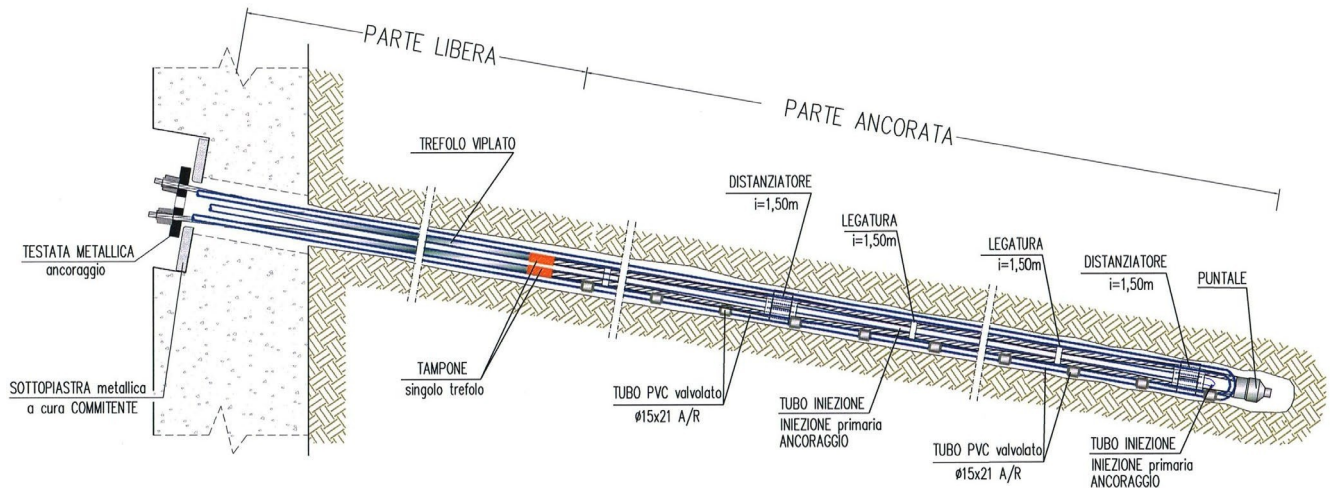 PARTE LIBERA
PARTE ANCORATA
TREFOLO VIPLATO
DISTANZIATORE
i=1,50m
LEGATURA
i=1,50m
LEGATURA
i=1,50m
DISTANZIATORE
i=1,50m
PUNTALE
TESTATA METALLICA
ancoraggio
SOTTOPIASTRA metallica
a cura COMMITENTE
TAMPONE
singolo trefolo
TUBO PVC valvolato
ø15x21 A/R
TUBO INIEZIONE
INIEZIONE primaria
ANCORAGGIO
TUBO PVC valvolato
ø15x21 A/R
TUBO INIEZIONE
INIEZIONE primaria
ANCORAGGIO